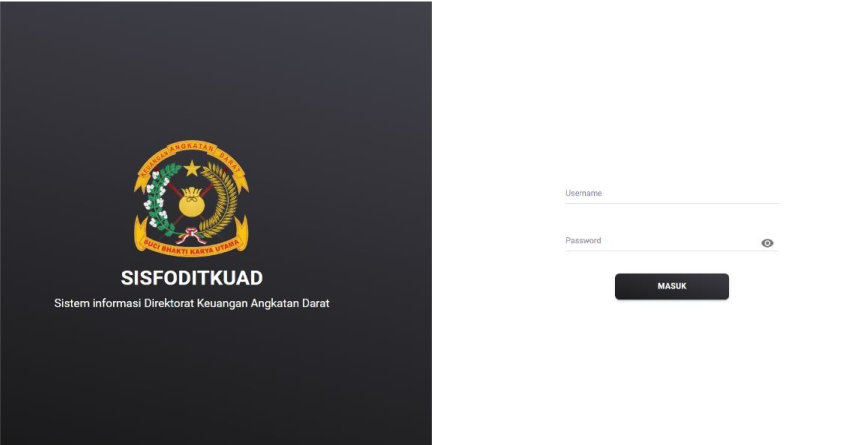 KEUANGAN ANGKATAN DARAT
SUCI BHAKTI KARYA UTAMA
SISFODITKUAD
Sistem informasi Direktorat Keuangan Angkatan Darat
Username
Password
MASUK